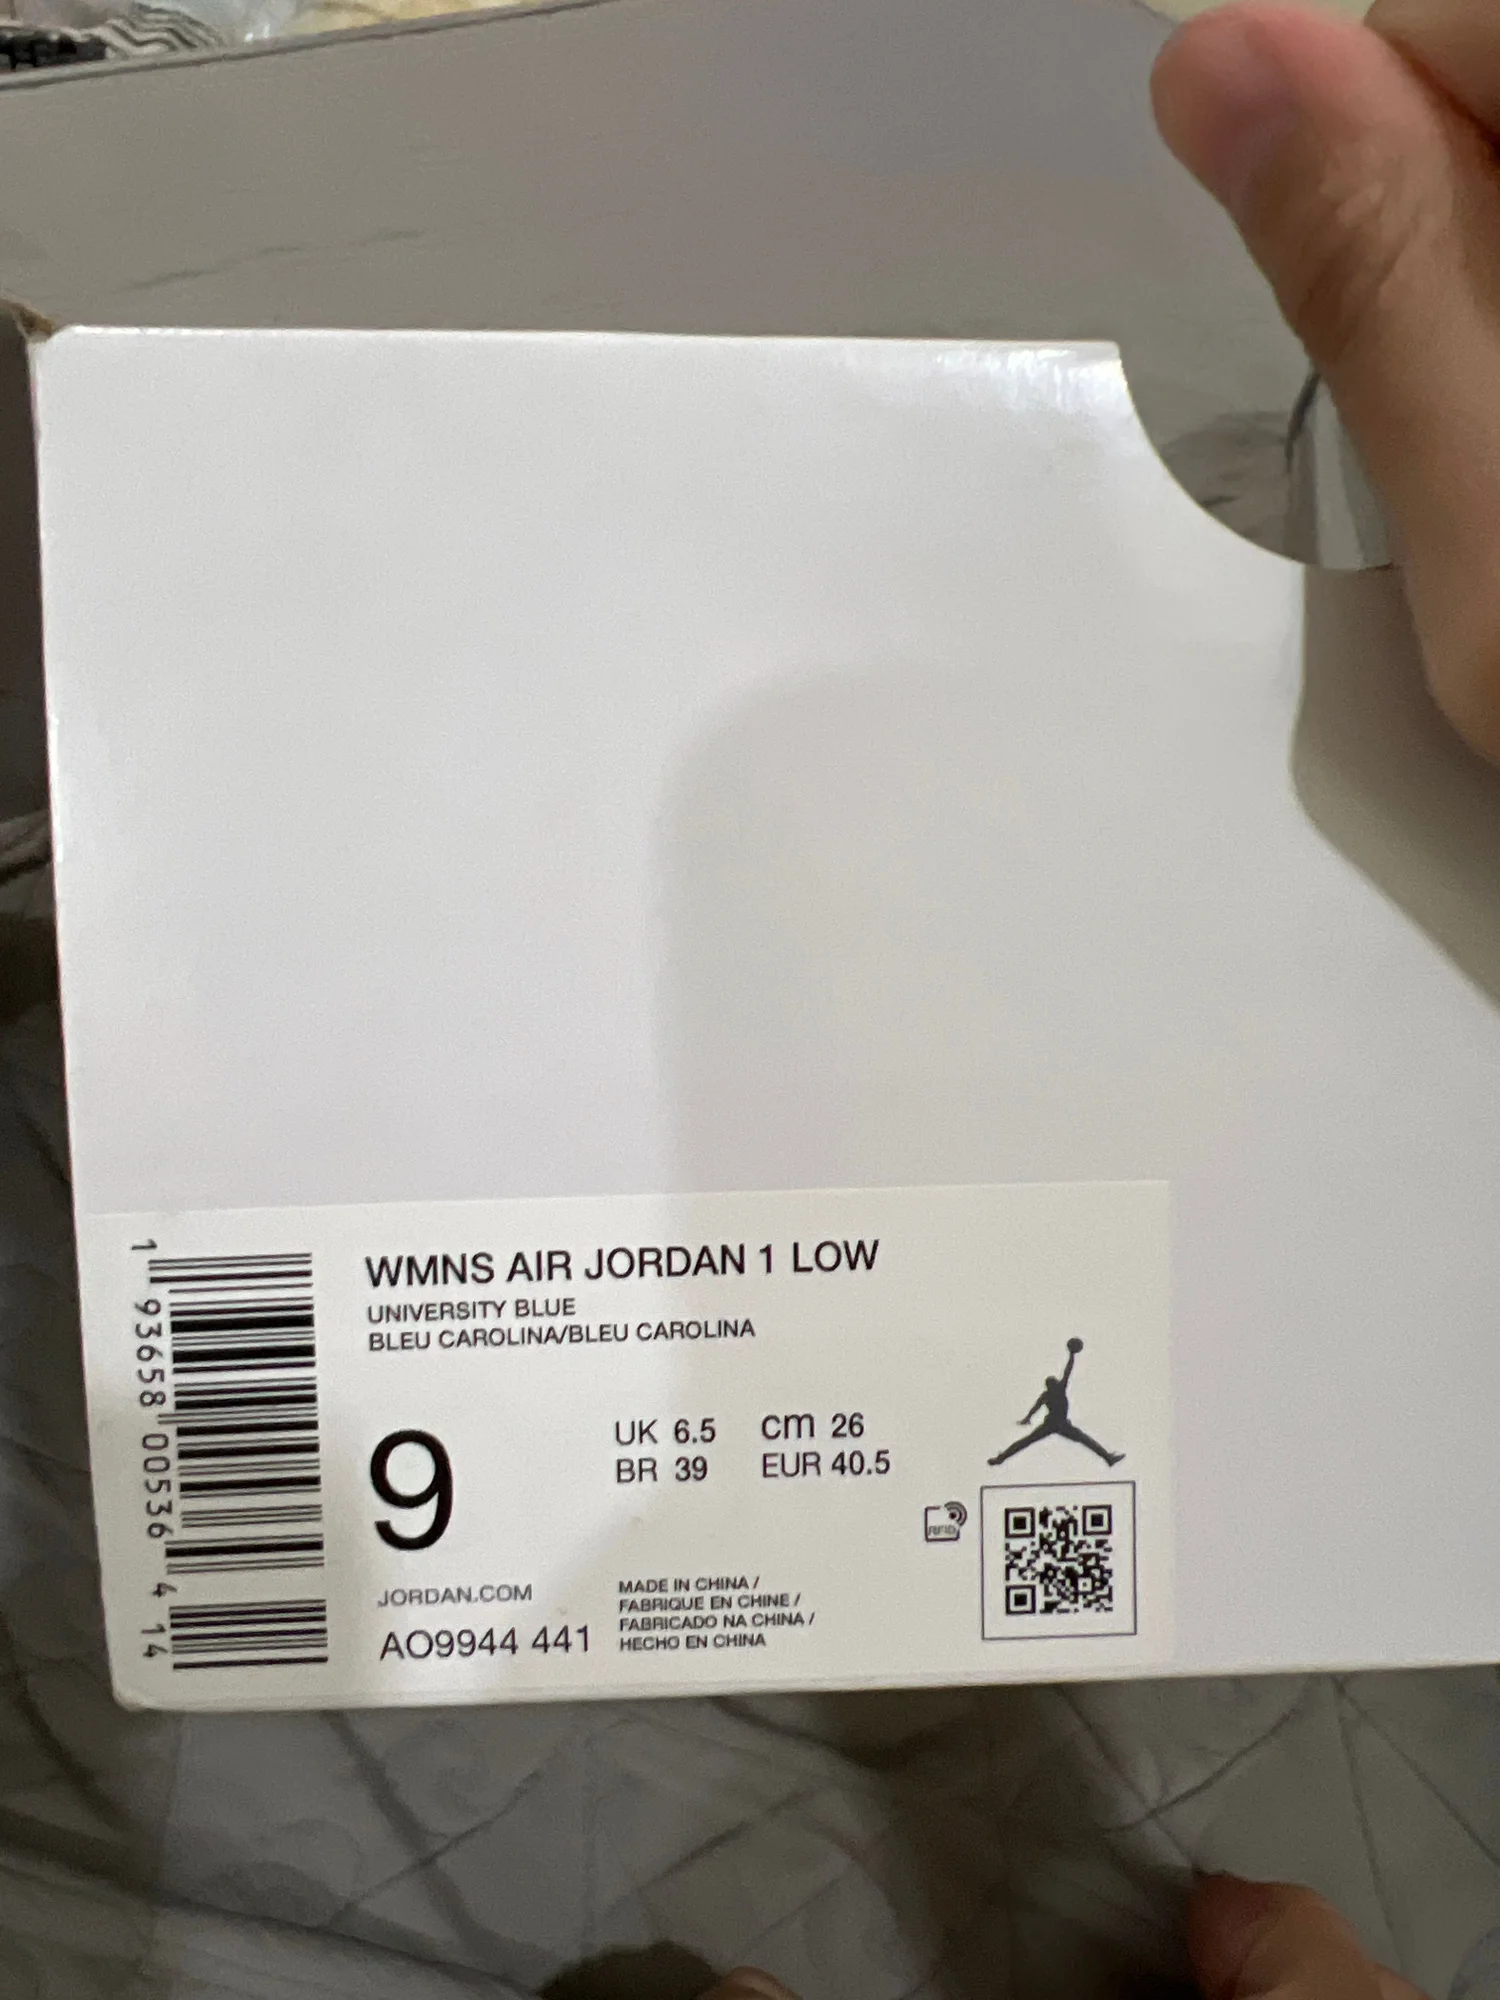 WMNS AIR JORDAN 1 LOW
UNIVERSITY BLUE
BLEU CAROLINA/BLEU CAROLINA
9
UK 6.5 cm 26
BR 39 EUR 40.5
RFID
JORDAN.COM
AO9944 441
MADE IN CHINA /
FABRIQUE EN CHINE /
FABRICADO NA CHINA /
HECHO EN CHINA
1 93658 00536 4 14